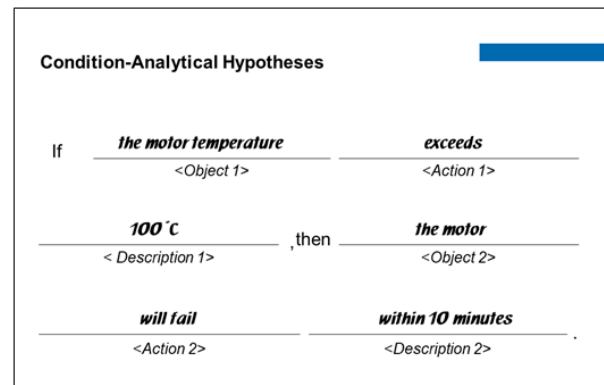 Condition-Analytical Hypotheses
If the motor temperature exceeds
<Object 1> <Action 1>
100°C ,then the motor
< Description 1> <Object 2>
will fail within 10 minutes .
<Action 2> <Description 2>